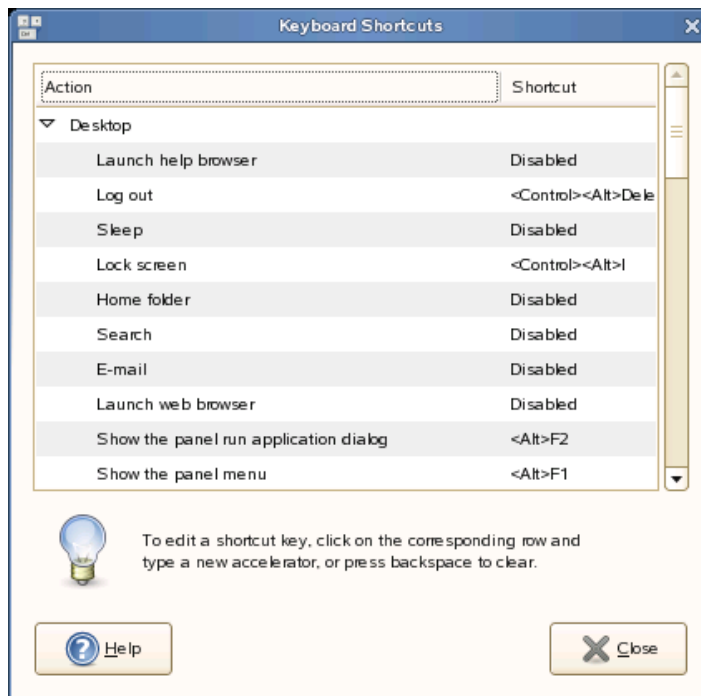 Keyboard Shortcuts
Action Shortcut
Desktop
Launch help browser Disabled
Log out <Control><Alt>Dele
Sleep Disabled
Lock screen <Control><Alt>l
Home folder Disabled
Search Disabled
E-mail Disabled
Launch web browser Disabled
Show the panel run application dialog <Alt>F2
Show the panel menu <Alt>F1
To edit a shortcut key, click on the corresponding row and
type a new accelerator, or press backspace to clear.
Help Close